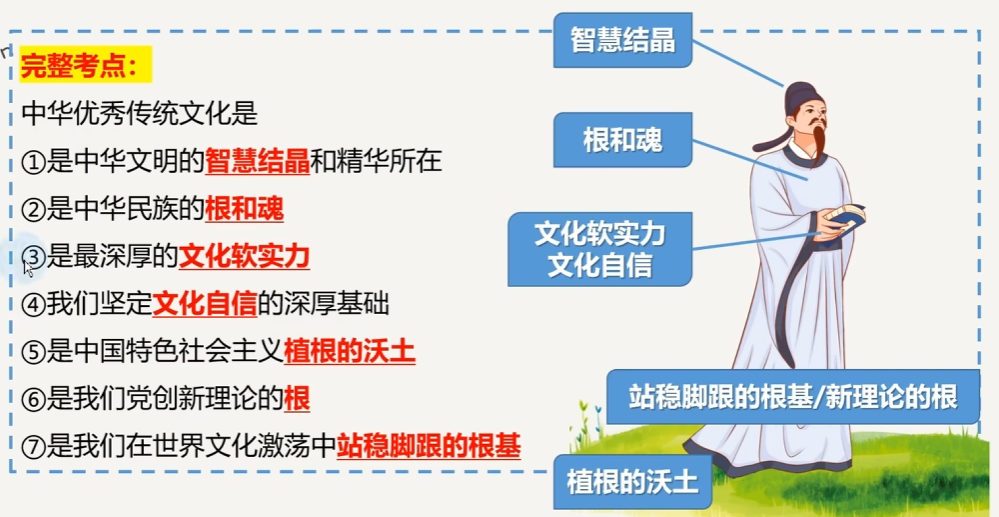 完整考点：
中华优秀传统文化是
①是中华文明的智慧结晶和精华所在
②是中华民族的根和魂
③是最深厚的文化软实力
④我们坚定文化自信的深厚基础
⑤是中国特色社会主义植根的沃土
⑥是我们党创新理论的根
⑦是我们在世界文化激荡中站稳脚跟的根基
智慧结晶
根和魂
文化软实力
文化自信
站稳脚跟的根基/新理论的根
植根的沃土